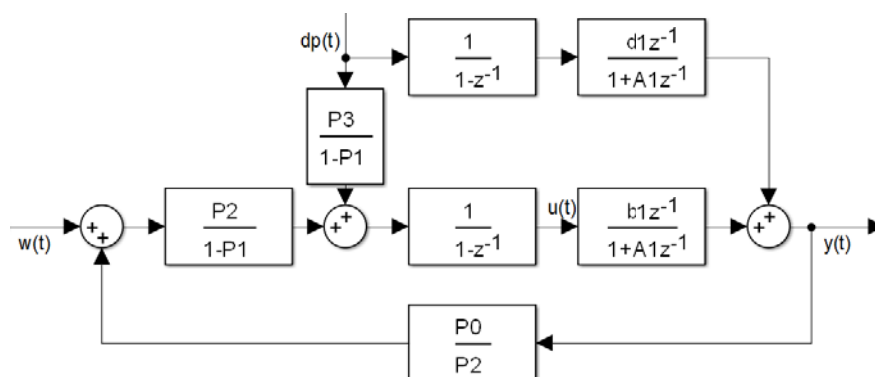 dp(t)
1
1-z⁻¹
d1z⁻¹
1+A1z⁻¹
P3
1-P1
w(t)
+
+
P2
1-P1
+
+
1
1-z⁻¹
u(t)
b1z⁻¹
1+A1z⁻¹
+
+
y(t)
P0
P2